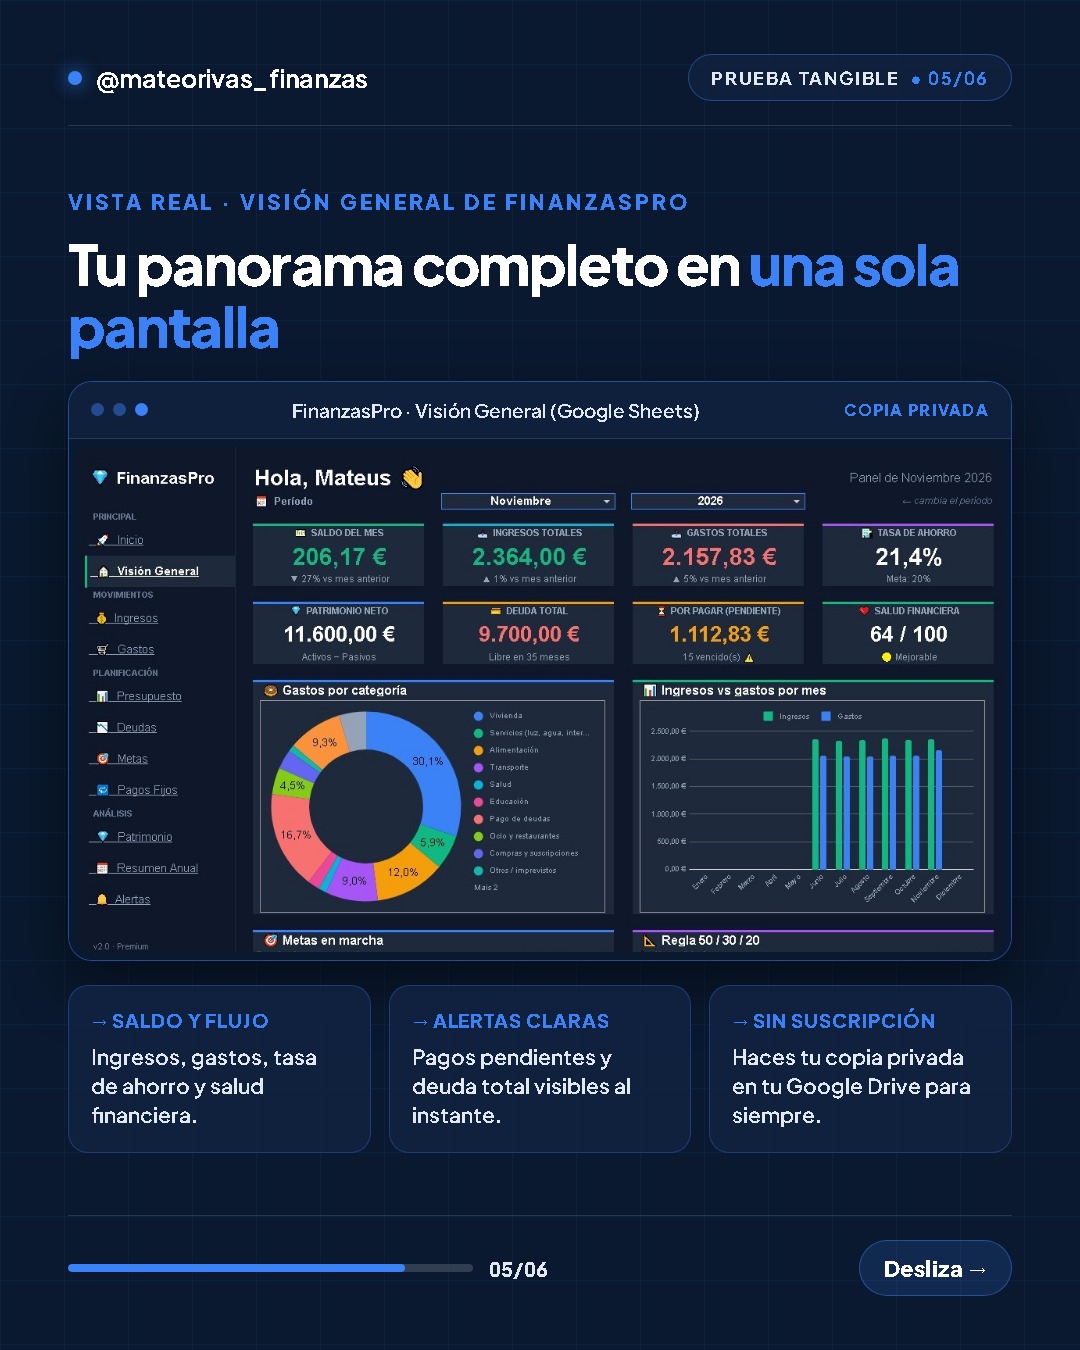 @mateorivas_finanzas
PRUEBA TANGIBLE • 05/06
VISTA REAL · VISIÓN GENERAL DE FINANZASPRO
Tu panorama completo en una sola
pantalla
FinanzasPro · Visión General (Google Sheets)
COPIA PRIVADA
FinanzasPro
PRINCIPAL
Inicio
Visión General
MOVIMIENTOS
Ingresos
Gastos
PLANIFICACIÓN
Presupuesto
Deudas
Metas
Pagos Fijos
ANÁLISIS
Patrimonio
Resumen Anual
Alertas
v2.0 · Premium
Hola, Mateus 👋
Panel de Noviembre 2026
Período
Noviembre
2026
← cambia el período
SALDO DEL MES
206,17 €
▼ 27% vs mes anterior
INGRESOS TOTALES
2.364,00 €
▲ 1% vs mes anterior
GASTOS TOTALES
2.157,83 €
▲ 5% vs mes anterior
TASA DE AHORRO
21,4%
Meta: 20%
PATRIMONIO NETO
11.600,00 €
Activos − Pasivos
DEUDA TOTAL
9.700,00 €
Libre en 35 meses
POR PAGAR (PENDIENTE)
1.112,83 €
15 vencido(s) ⚠
SALUD FINANCIERA
64 / 100
Mejorable
Gastos por categoría
9,3%
30,1%
4,5%
16,7%
5,9%
9,0%
12,0%
Vivienda
Servicios (luz, agua, inter...
Alimentación
Transporte
Salud
Educación
Pago de deudas
Ocio y restaurantes
Compras y suscripciones
Otros / imprevistos
Mais 2
Ingresos vs gastos por mes
Ingresos
Gastos
2.500,00 €
2.000,00 €
1.000,00 €
500,00 €
0,00 €
Enero
Febrero
Marzo
Abril
Mayo
Junio
Julio
Agosto
Septiembre
Octubre
Noviembre
Diciembre
Metas en marcha
Regla 50 / 30 / 20
→ SALDO Y FLUJO
Ingresos, gastos, tasa
de ahorro y salud
financiera.
→ ALERTAS CLARAS
Pagos pendientes y
deuda total visibles al
instante.
→ SIN SUSCRIPCIÓN
Haces tu copia privada
en tu Google Drive para
siempre.
05/06
Desliza →